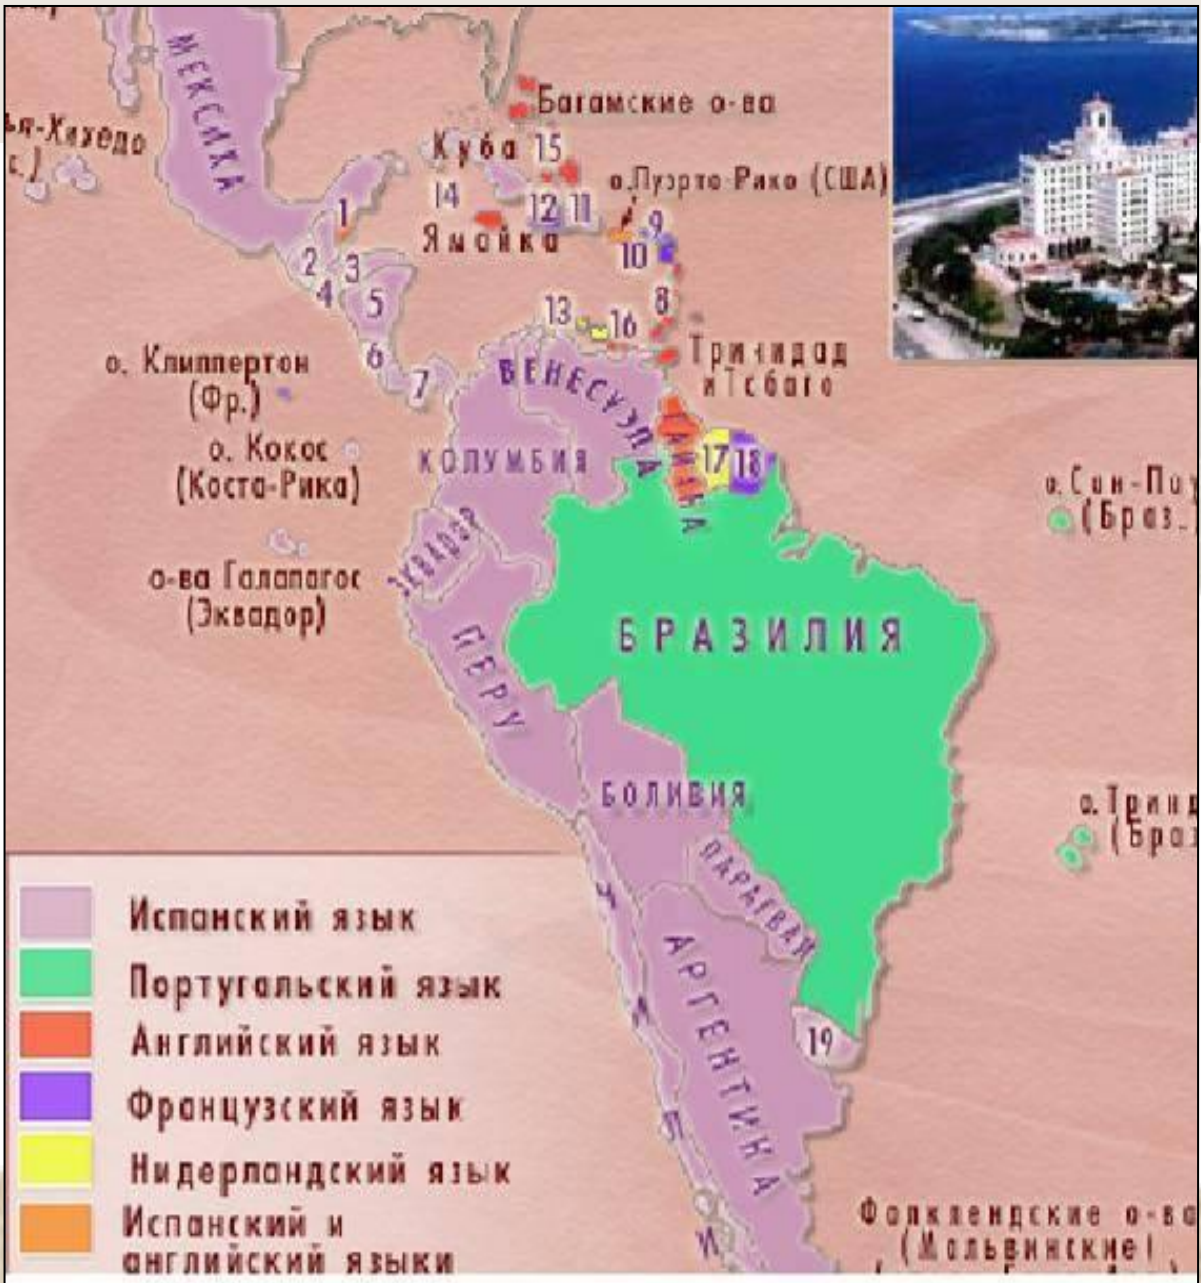 МЕКСИКА
Багамские о-ва
Куба
15
о.Пуэрто-Рико (США)
14
12
11
1
9
Ямайка
10
2
3
4
5
8
13
16
6
7
Тринидад
и Тобаго
о. Клиппертон
(Фр.)
ВЕНЕСУЭЛА
ГАЙАНА
17
18
о. Кокос
(Коста-Рика)
КОЛУМБИЯ
(Браз.
ЭКВАДОР
о-ва Галапагос
(Эквадор)
БРАЗИЛИЯ
ПЕРУ
БОЛИВИЯ
ПАРАГВАЙ
ЧИЛИ
АРГЕНТИНА
19
Испанский язык
Португальский язык
Английский язык
Французский язык
Нидерландский язык
Испанский и
английский языки
Фолклендские о-ва
(Мальвинские)